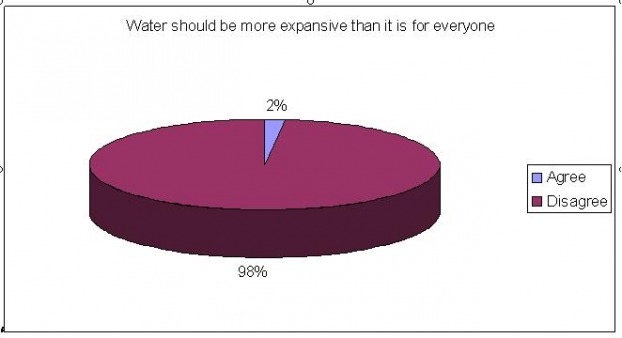 Water should be more expansive than it is for everyone
2%
Agree
Disagree
98%